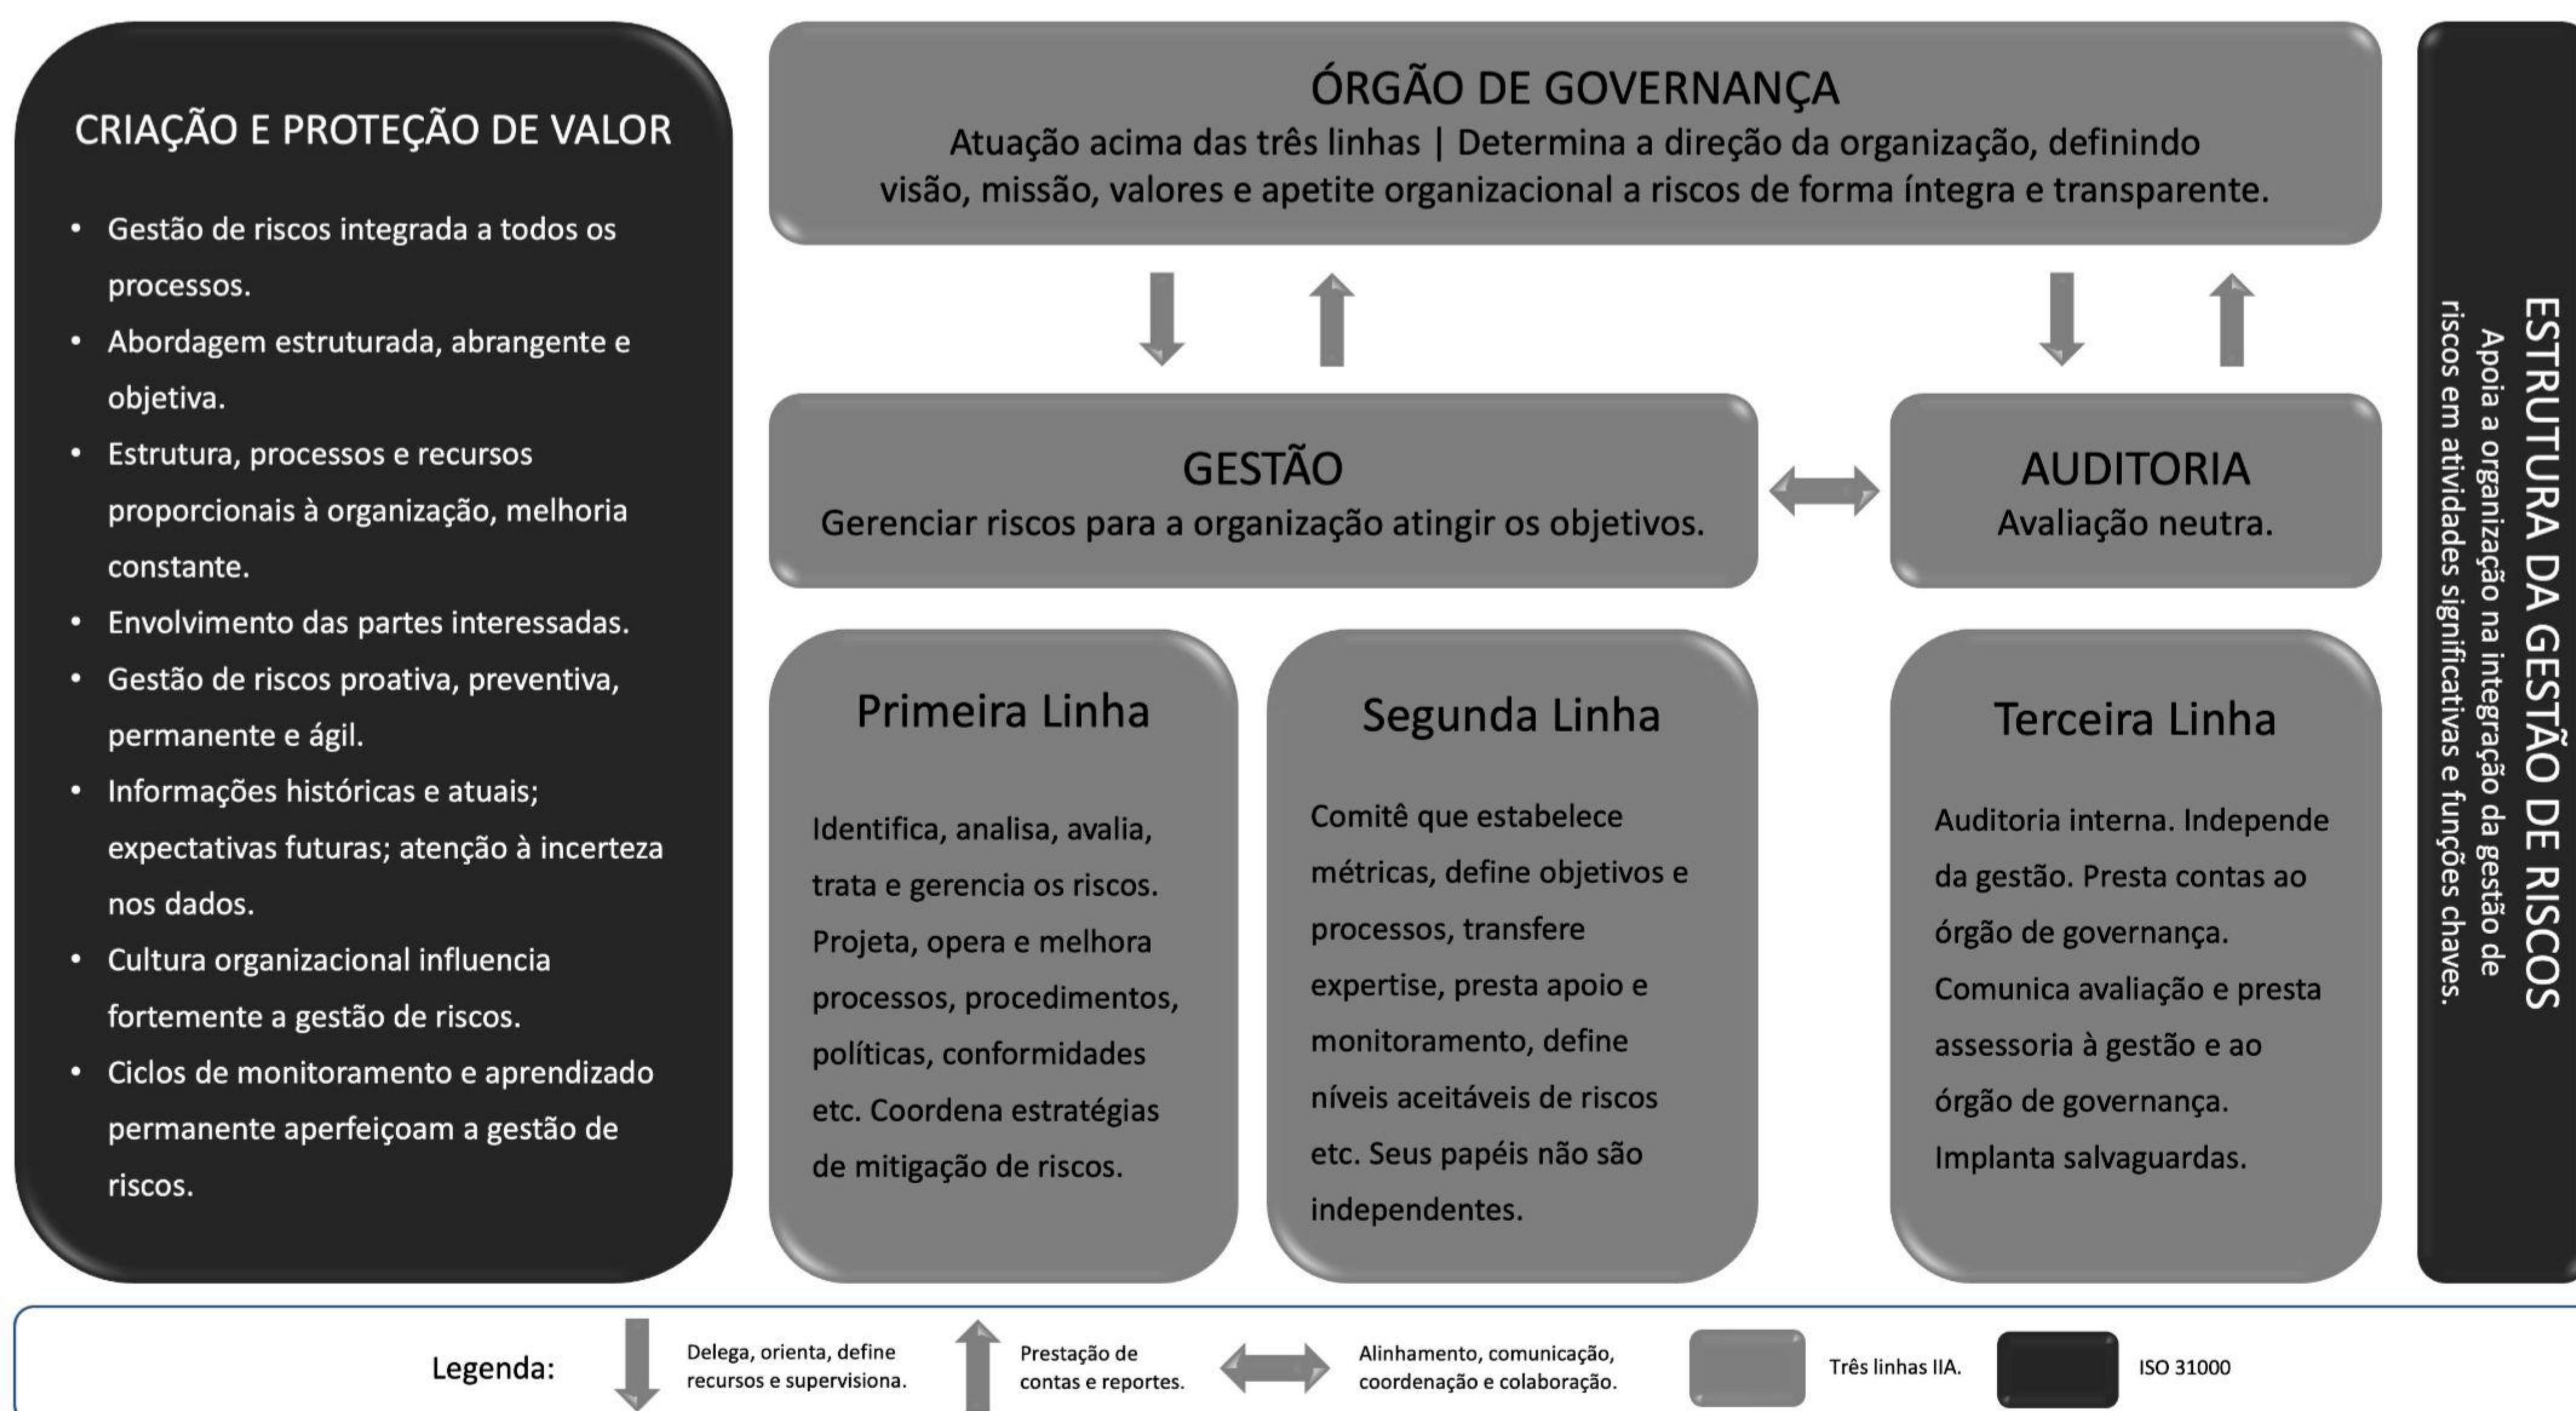 CRIAÇÃO E PROTEÇÃO DE VALOR
• Gestão de riscos integrada a todos os
processos.
• Abordagem estruturada, abrangente e
objetiva.
• Estrutura, processos e recursos
proporcionais à organização, melhoria
constante.
• Envolvimento das partes interessadas.
• Gestão de riscos proativa, preventiva,
permanente e ágil.
• Informações históricas e atuais;
expectativas futuras; atenção à incerteza
nos dados.
• Cultura organizacional influencia
fortemente a gestão de riscos.
• Ciclos de monitoramento e aprendizado
permanente aperfeiçoam a gestão de
riscos.
ÓRGÃO DE GOVERNANÇA
Atuação acima das três linhas | Determina a direção da organização, definindo
visão, missão, valores e apetite organizacional a riscos de forma íntegra e transparente.
GESTÃO
Gerenciar riscos para a organização atingir os objetivos.
AUDITORIA
Avaliação neutra.
Primeira Linha
Identifica, analisa, avalia,
trata e gerencia os riscos.
Projeta, opera e melhora
processos, procedimentos,
políticas, conformidades
etc. Coordena estratégias
de mitigação de riscos.
Segunda Linha
Comitê que estabelece
métricas, define objetivos e
processos, transfere
expertise, presta apoio e
monitoramento, define
níveis aceitáveis de riscos
etc. Seus papéis não são
independentes.
Terceira Linha
Auditoria interna. Independe
da gestão. Presta contas ao
órgão de governança.
Comunica avaliação e presta
assessoria à gestão e ao
órgão de governança.
Implanta salvaguardas.
ESTRUTURA DA GESTÃO DE RISCOS
Apoia a organização na integração da gestão de
riscos em atividades significativas e funções chaves.
Legenda:
Delega, orienta, define
recursos e supervisiona.
Prestação de
contas e reportes.
Alinhamento, comunicação,
coordenação e colaboração.
Três linhas IIA.
ISO 31000